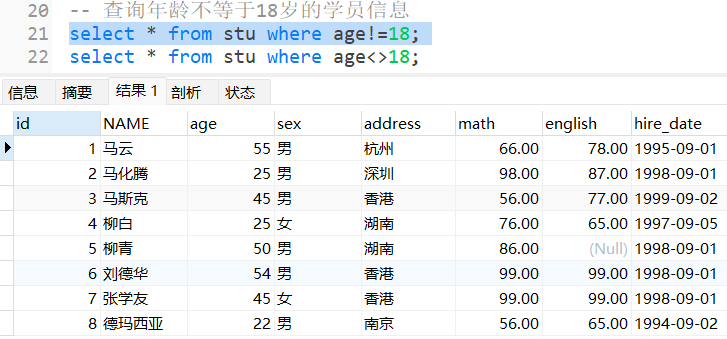 20 -- 查询年龄不等于18岁的学员信息
21 select * from stu where age!=18;
22 select * from stu where age<>18;
信息 摘要 结果 1 剖析 状态
id NAME age sex address math english hire_date
1 马云 55 男 杭州 66.00 78.00 1995-09-01
2 马化腾 25 男 深圳 98.00 87.00 1998-09-01
3 马斯克 45 男 香港 56.00 77.00 1999-09-02
4 柳白 25 女 湖南 76.00 65.00 1997-09-05
5 柳青 50 男 湖南 86.00 (Null) 1998-09-01
6 刘德华 54 男 香港 99.00 99.00 1998-09-01
7 张学友 45 女 香港 99.00 99.00 1998-09-01
8 德玛西亚 22 男 南京 56.00 65.00 1994-09-02